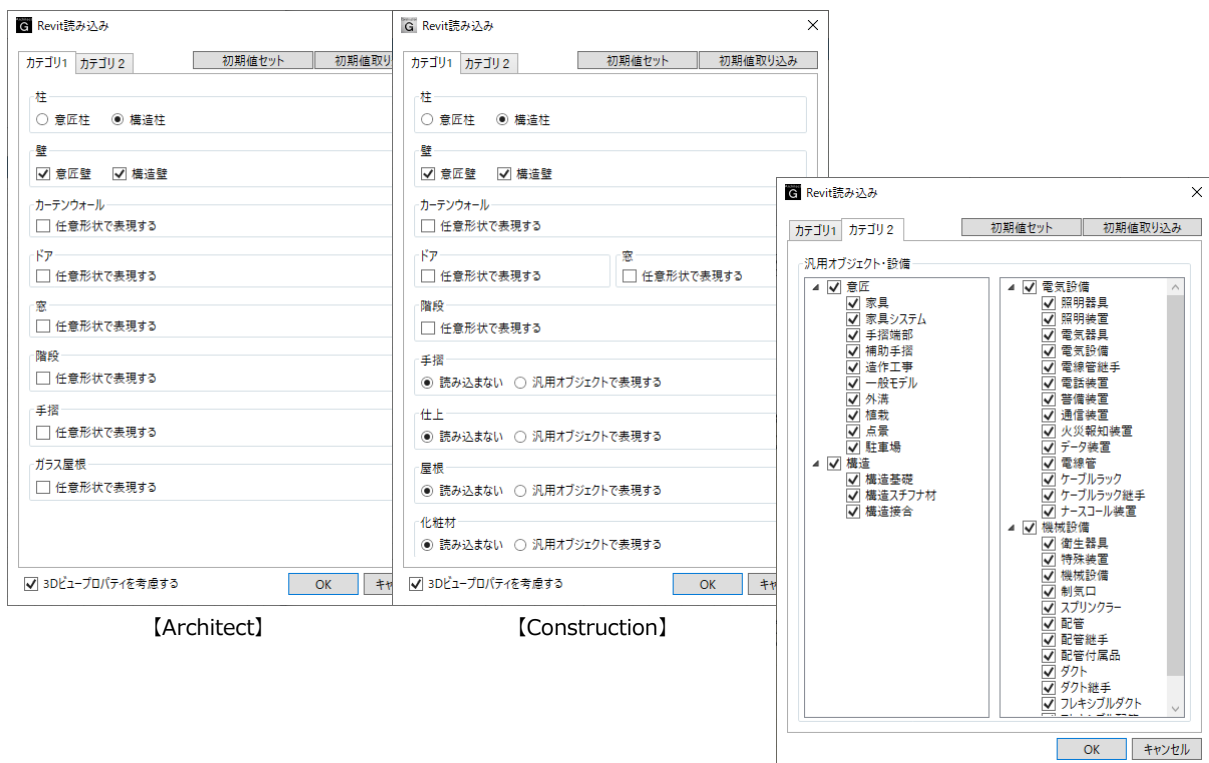 Revit読み込み
カテゴリ1 カテゴリ2 初期値セット 初期値取り
柱
意匠柱 構造柱
壁
意匠壁 構造壁
カーテンウォール
任意形状で表現する
ドア
任意形状で表現する
窓
任意形状で表現する
階段
任意形状で表現する
手摺
任意形状で表現する
ガラス屋根
任意形状で表現する
3Dビュープロパティを考慮する OK キャ
【Architect】
Revit読み込み
カテゴリ1 カテゴリ2 初期値セット 初期値取り込み
柱
意匠柱 構造柱
壁
意匠壁 構造壁
カーテンウォール
任意形状で表現する
ドア 窓
任意形状で表現する 任意形状で表現する
階段
任意形状で表現する
手摺
読み込まない 汎用オブジェクトで表現する
仕上
読み込まない 汎用オブジェクトで表現する
屋根
読み込まない 汎用オブジェクトで表現する
化粧材
読み込まない 汎用オブジェクトで表現する
3Dビュープロパティを考慮する OK キャ
【Construction】
Revit読み込み
カテゴリ1 カテゴリ2 初期値セット 初期値取り込み
汎用オブジェクト・設備
意匠
家具
家具システム
手摺端部
補助手摺
造作工事
一般モデル
外溝
植栽
点景
駐車場
構造
構造基礎
構造スチフナ材
構造接合
電気設備
照明器具
照明装置
電気器具
電気設備
電線管継手
電話装置
警備装置
通信装置
火災報知装置
データ装置
電線管
ケーブルラック
ケーブルラック継手
ナースコール装置
機械設備
衛生器具
特殊装置
機械設備
制気口
スプリンクラー
配管
配管継手
配管付属品
ダクト
ダクト継手
フレキシブルダクト
OK キャンセル